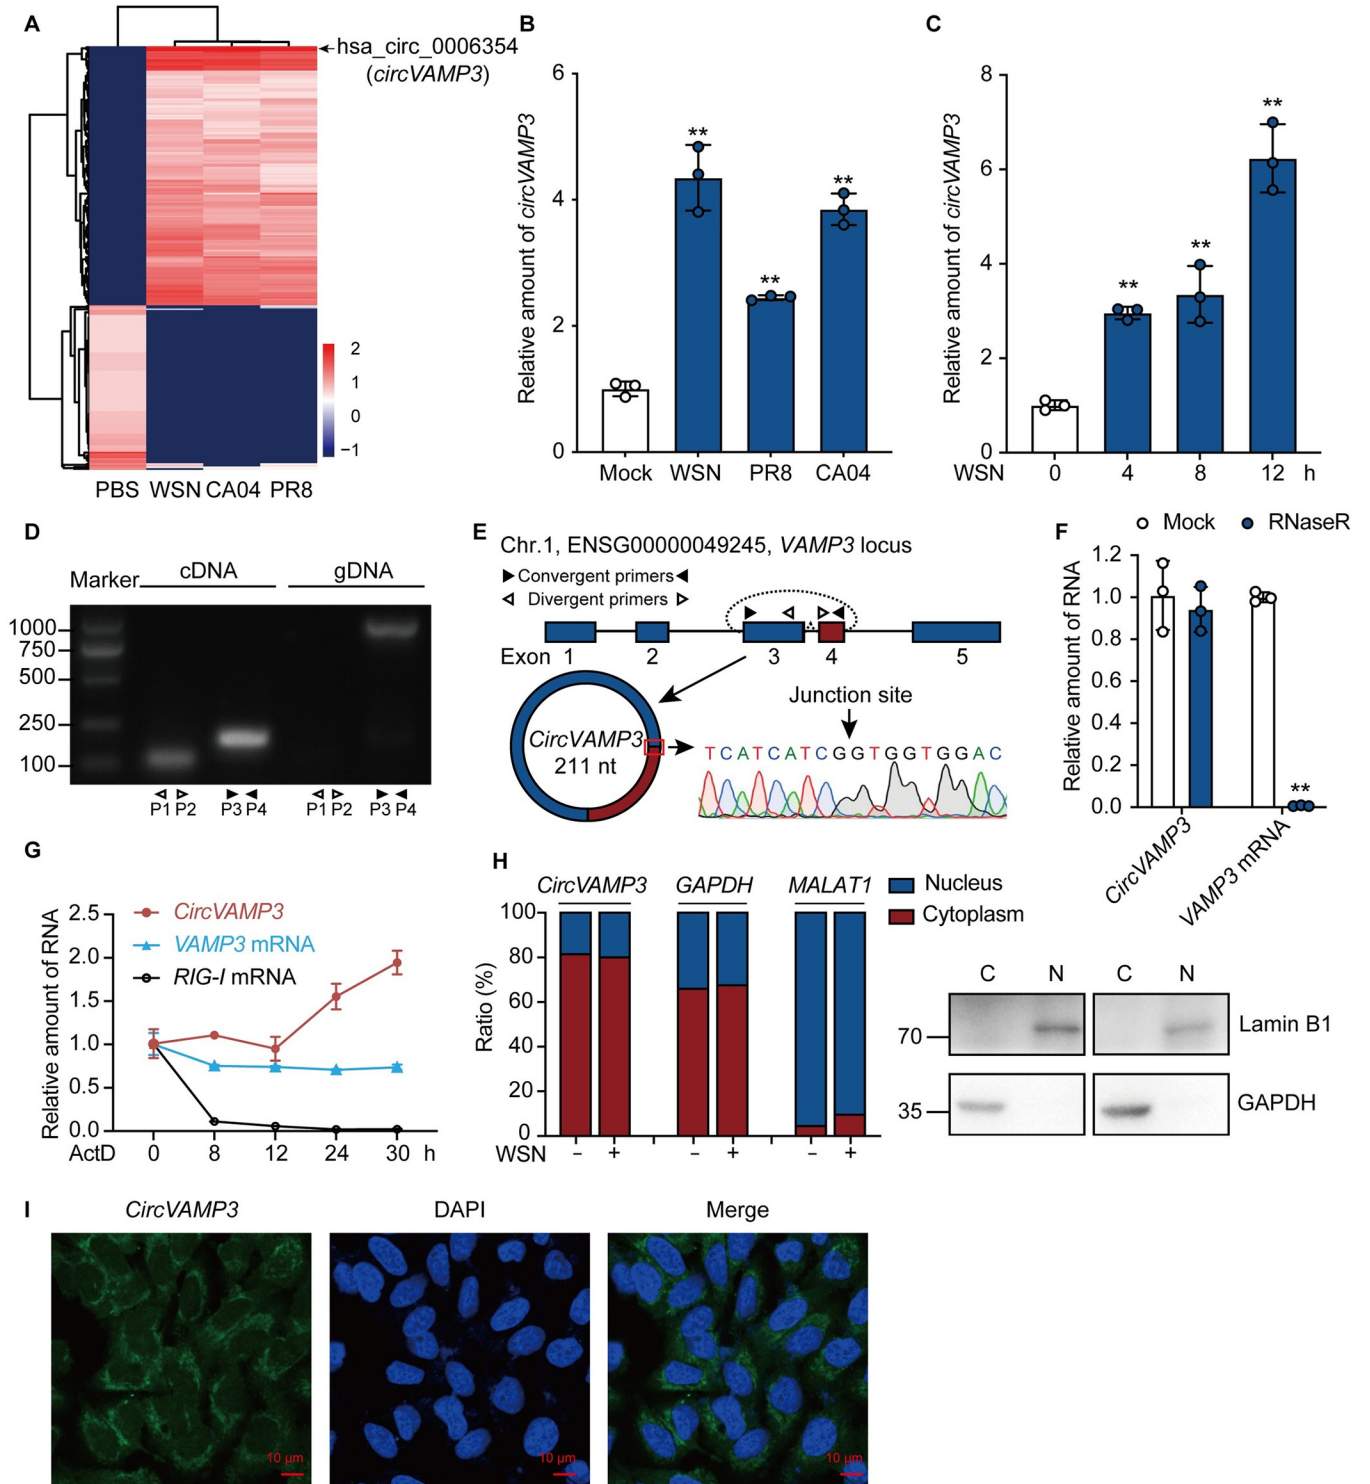 A
hsa_circ_0006354
(circVAMP3)
2
1
0
−1
PBS WSN CA04 PR8
B
Relative amount of circVAMP3
6
4
2
0
**
**
**
Mock WSN PR8 CA04
C
Relative amount of circVAMP3
8
6
4
2
0
**
**
**
WSN 0 4 8 12 h
D
Marker cDNA gDNA
1000
750
500
250
100
P1 P2 P3 P4 P1 P2 P3 P4
E
Chr.1, ENSG00000049245, VAMP3 locus
Convergent primers
Divergent primers
Exon 1 2 3 4 5
CircVAMP3
211 nt
Junction site
TCATCATCGGTGGTGGAC
F
Mock RNaseR
Relative amount of RNA
1.2
1.0
0.8
0.6
0.4
0.2
0.0
**
CircVAMP3
VAMP3 mRNA
G
CircVAMP3
VAMP3 mRNA
RIG-I mRNA
Relative amount of RNA
2.5
2.0
1.5
1.0
0.5
0.0
ActD 0 8 12 24 30 h
H
CircVAMP3 GAPDH MALAT1
Nucleus
Cytoplasm
Ratio (%)
100
80
60
40
20
0
WSN − + − + − +
C N C N
70
Lamin B1
35
GAPDH
I
CircVAMP3 DAPI Merge
10 μm 10 μm 10 μm